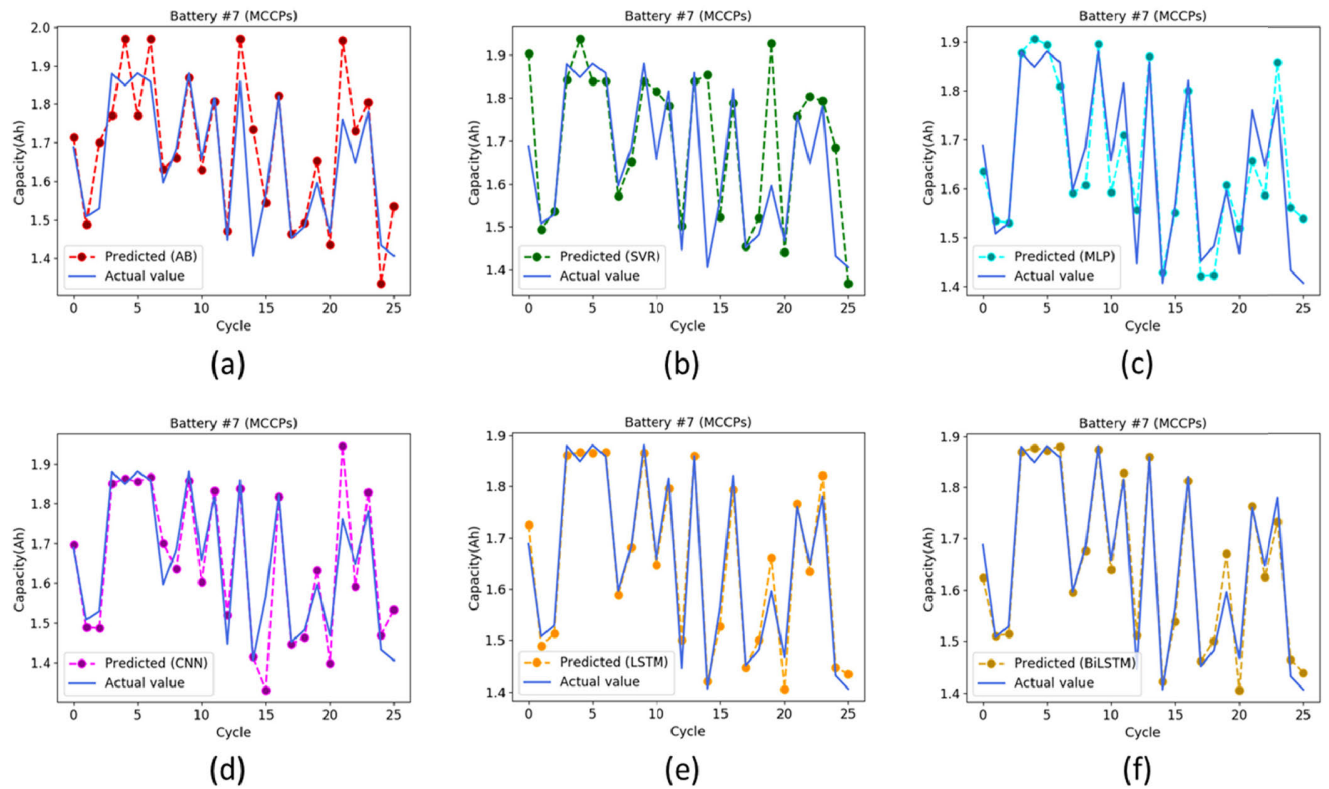 Battery #7 (MCCPs)
2.0
1.9
1.8
1.7
1.6
1.5
1.4
Capacity(Ah)
Predicted (AB)
Actual value
0 5 10 15 20 25
Cycle
(a)
Battery #7 (MCCPs)
1.9
1.8
1.7
1.6
1.5
1.4
Capacity(Ah)
Predicted (SVR)
Actual value
0 5 10 15 20 25
Cycle
(b)
Battery #7 (MCCPs)
1.9
1.8
1.7
1.6
1.5
1.4
Capacity(Ah)
Predicted (MLP)
Actual value
0 5 10 15 20 25
Cycle
(c)
Battery #7 (MCCPs)
1.9
1.8
1.7
1.6
1.5
1.4
Capacity(Ah)
Predicted (CNN)
Actual value
0 5 10 15 20 25
Cycle
(d)
Battery #7 (MCCPs)
1.9
1.8
1.7
1.6
1.5
1.4
Capacity(Ah)
Predicted (LSTM)
Actual value
0 5 10 15 20 25
Cycle
(e)
Battery #7 (MCCPs)
1.9
1.8
1.7
1.6
1.5
1.4
Capacity(Ah)
Predicted (BiLSTM)
Actual value
0 5 10 15 20 25
Cycle
(f)